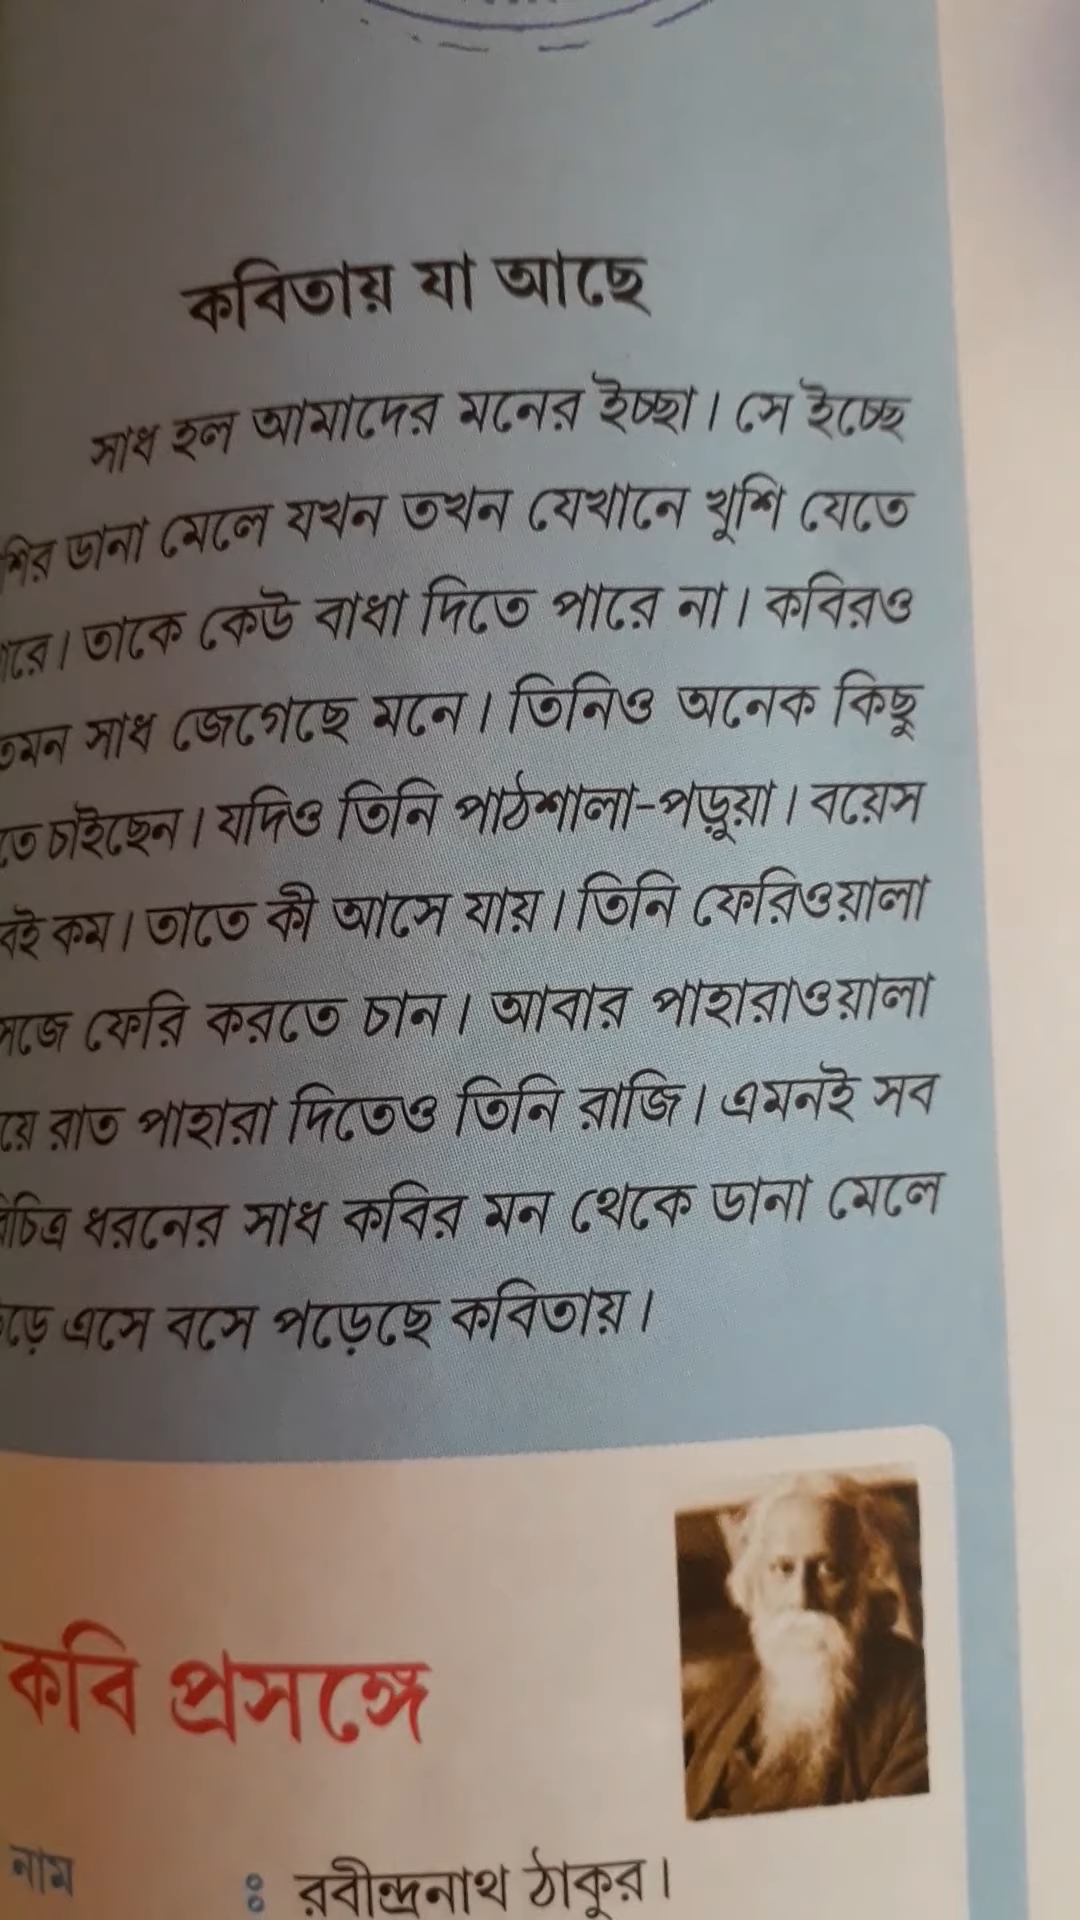 কবিতায় যা আছে
সাধ হল আমাদের মনের ইচ্ছা। সে ইচ্ছে
ডানা মেলে যখন তখন যেখানে খুশি যেতে
তাকে কেউ বাধা দিতে পারে না। কবিরও
সাধ জেগেছে মনে। তিনিও অনেক কিছু
চাইছেন। যদিও তিনি পাঠশালা-পড়ুয়া। বয়েস
কম। তাতে কী আসে যায়। তিনি ফেরিওয়ালা
ফেরি করতে চান। আবার পাহারাওয়ালা
রাত পাহারা দিতেও তিনি রাজি। এমনই সব
ধরনের সাধ কবির মন থেকে ডানা মেলে
এসে বসে পড়েছে কবিতায়।
কবি প্রসঙ্গে
নাম : রবীন্দ্রনাথ ঠাকুর।